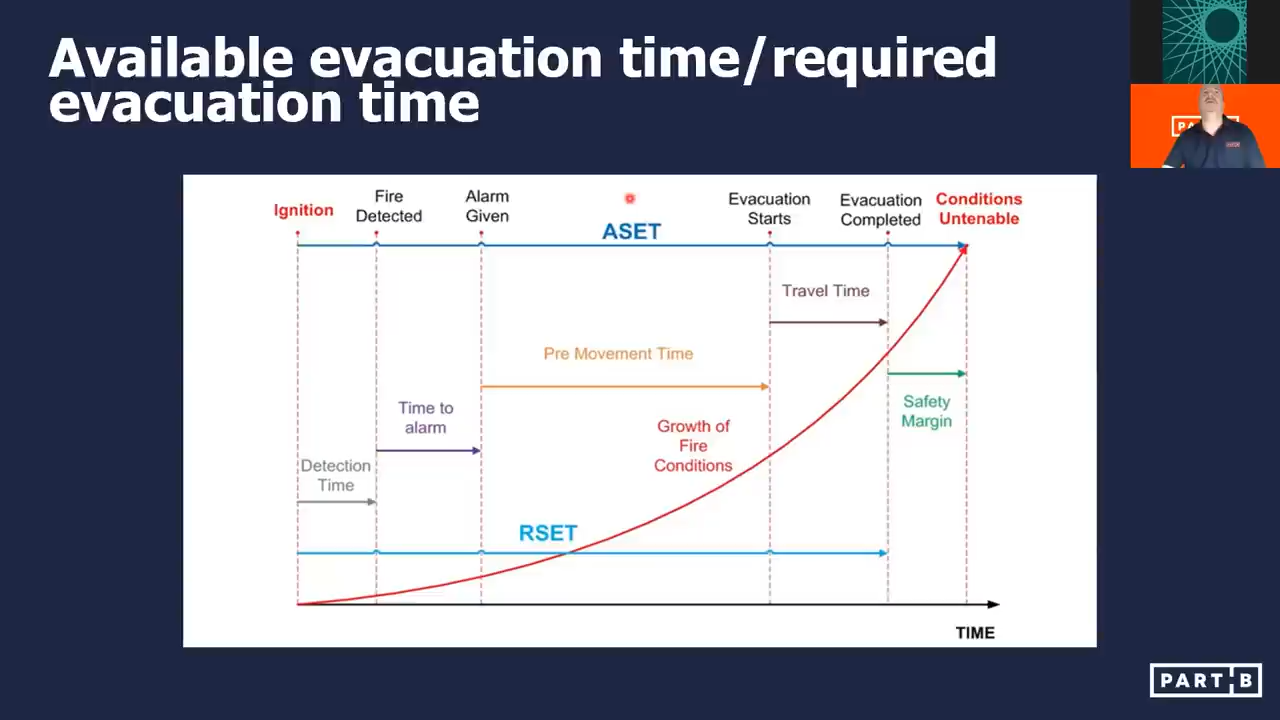 Available evacuation time/required
evacuation time
Ignition
Fire
Detected
Alarm
Given
ASET
Evacuation
Starts
Evacuation
Completed
Conditions
Untenable
Travel Time
Pre Movement Time
Time to
alarm
Safety
Margin
Growth of
Fire
Conditions
Detection
Time
RSET
TIME
PART B